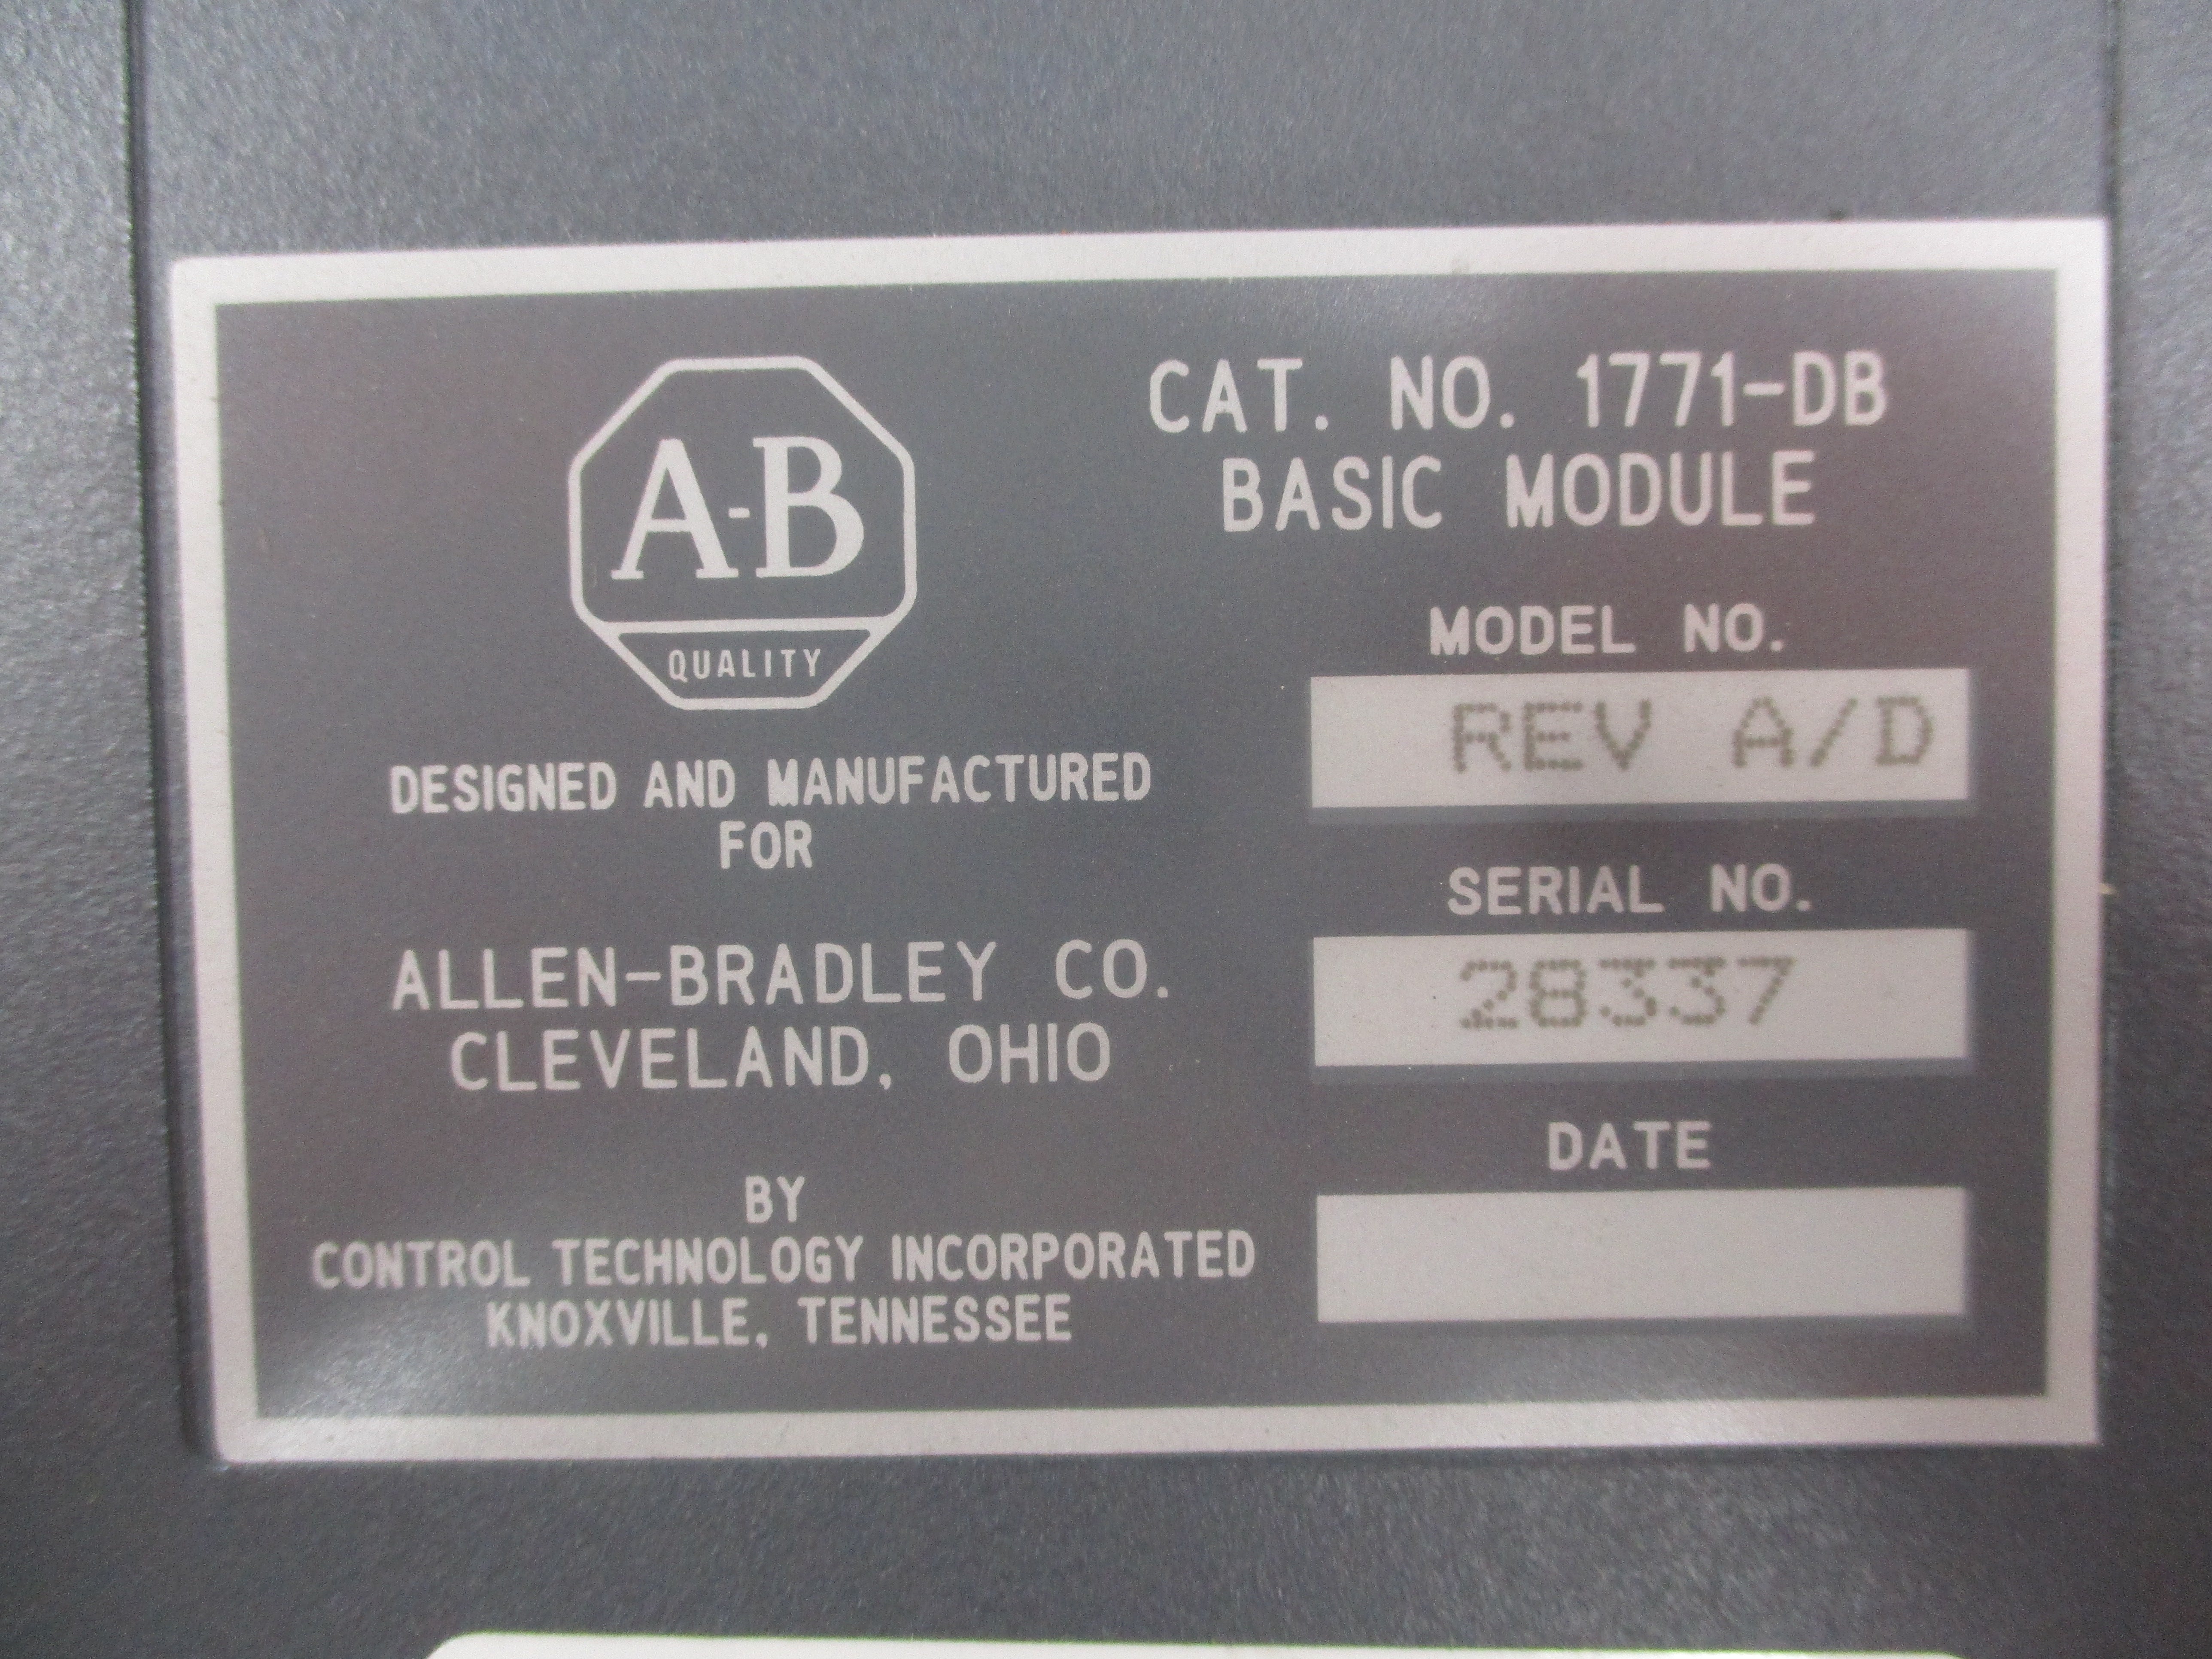 A-B
QUALITY
DESIGNED AND MANUFACTURED
FOR
ALLEN-BRADLEY CO.
CLEVELAND, OHIO
BY
CONTROL TECHNOLOGY INCORPORATED
KNOXVILLE, TENNESSEE
CAT. NO. 1771-DB
BASIC MODULE
MODEL NO.
REV A/D
SERIAL NO.
28337
DATE